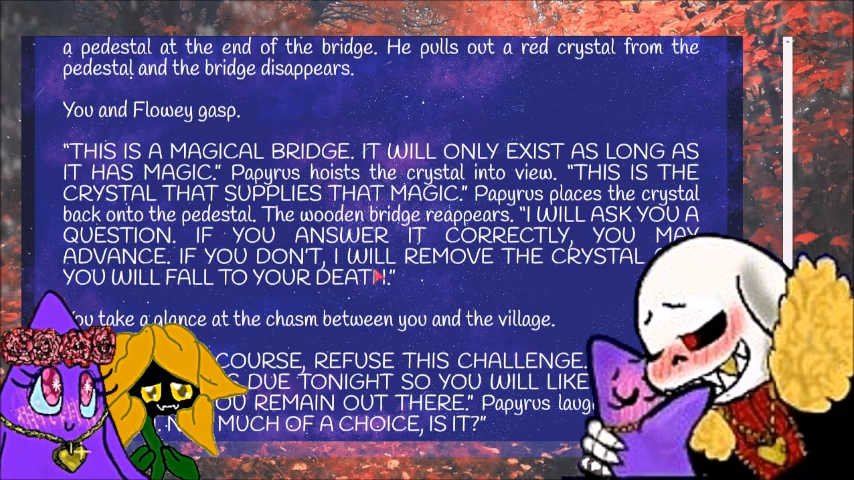 a pedestal at the end of the bridge. He pulls out a red crystal from the
pedestal and the bridge disappears.
You and Flowey gasp.
"THIS IS A MAGICAL BRIDGE. IT WILL ONLY EXIST AS LONG AS
IT HAS MAGIC." Papyrus hoists the crystal into view. "THIS IS THE
CRYSTAL THAT SUPPLIES THAT MAGIC." Papyrus places the crystal
back onto the pedestal. The wooden bridge reappears. "I WILL ASK YOU A
QUESTION. IF YOU ANSWER IT CORRECTLY, YOU MAY
ADVANCE. IF YOU DON'T, I WILL REMOVE THE CRYSTAL
YOU WILL FALL TO YOUR DEATH!"
You take a glance at the chasm between you and the village.
COURSE, REFUSE THIS CHALLENGE.
DUE TONIGHT SO YOU WILL LIKE
YOU REMAIN OUT THERE." Papyrus
MUCH OF A CHOICE, IS IT?"